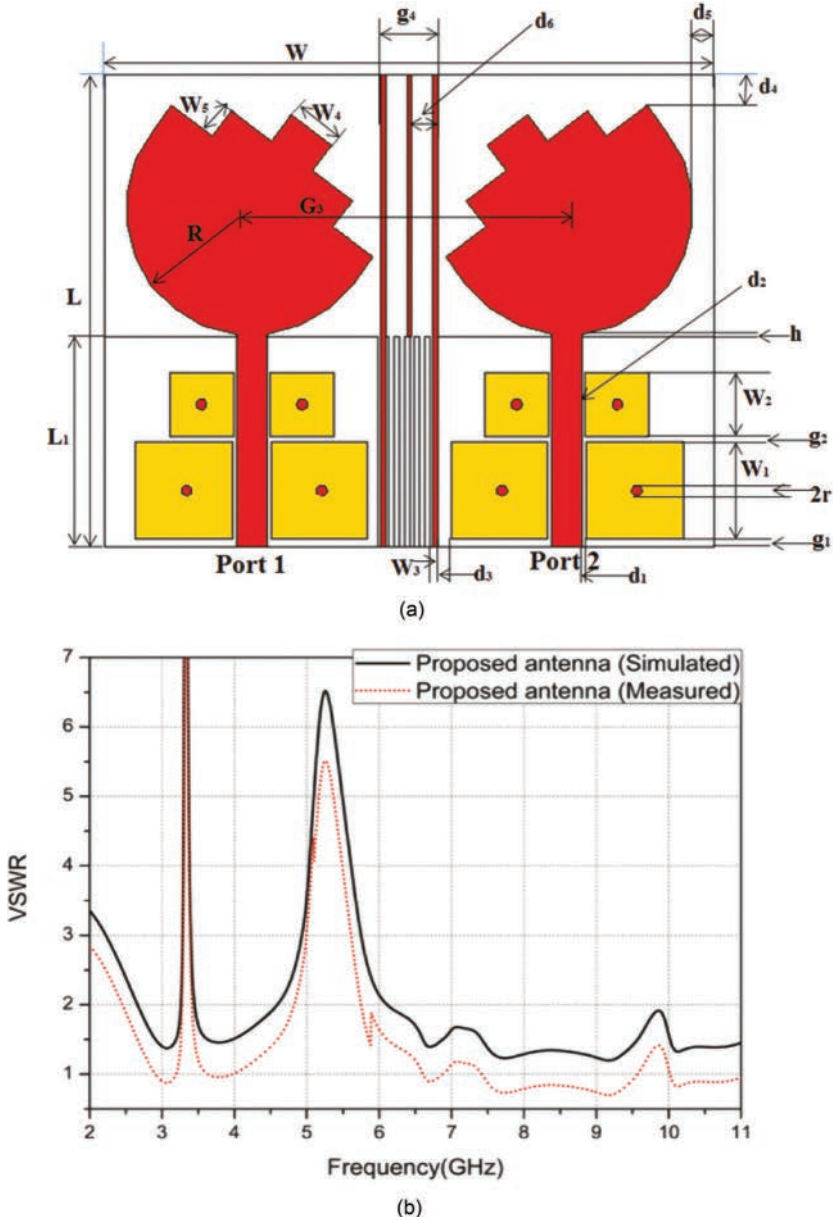 g₄
d₆
d₅
W
d₄
W₅
W₄
G₃
R
L
d₂
h
L₁
W₂
g₂
W₁
2r
g₁
Port 1
W₃
d₃
Port 2
d₁
(a)
7
6
5
4
3
2
1
VSWR
Proposed antenna (Simulated)
Proposed antenna (Measured)
2 3 4 5 6 7 8 9 10 11
Frequency(GHz)
(b)